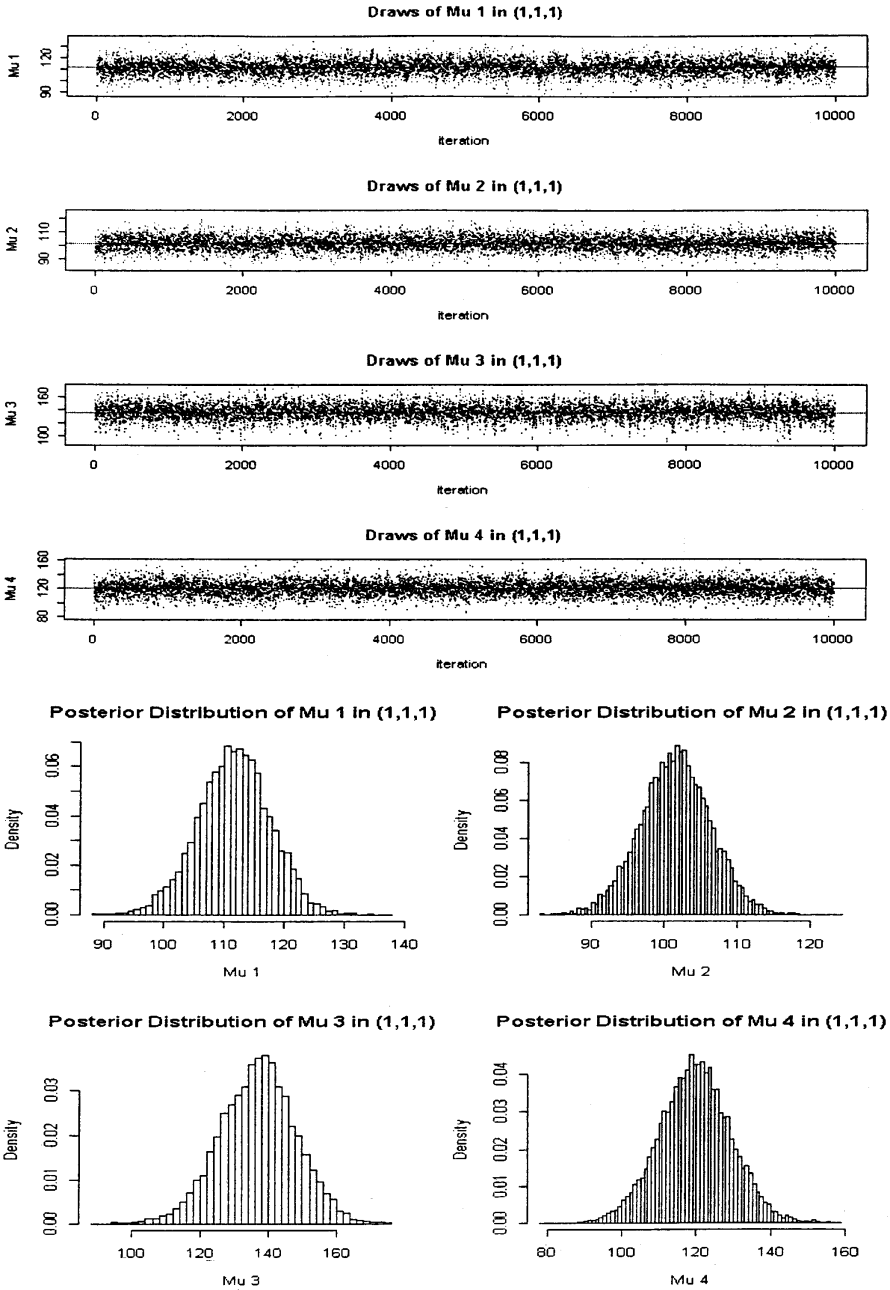 Draws of Mu 1 in (1,1,1)
Mu 1
90 120
0 2000 4000 6000 8000 10000
iteration
Draws of Mu 2 in (1,1,1)
Mu 2
90 110
0 2000 4000 6000 8000 10000
iteration
Draws of Mu 3 in (1,1,1)
Mu 3
100 160
0 2000 4000 6000 8000 10000
iteration
Draws of Mu 4 in (1,1,1)
Mu 4
80 120 160
0 2000 4000 6000 8000 10000
iteration
Posterior Distribution of Mu 1 in (1,1,1)
Density
0.00 0.02 0.04 0.06
90 100 110 120 130 140
Mu 1
Posterior Distribution of Mu 2 in (1,1,1)
Density
0.00 0.02 0.04 0.06 0.08
90 100 110 120
Mu 2
Posterior Distribution of Mu 3 in (1,1,1)
Density
0.00 0.01 0.02 0.03
100 120 140 160
Mu 3
Posterior Distribution of Mu 4 in (1,1,1)
Density
0.00 0.01 0.02 0.03 0.04
80 100 120 140 160
Mu 4